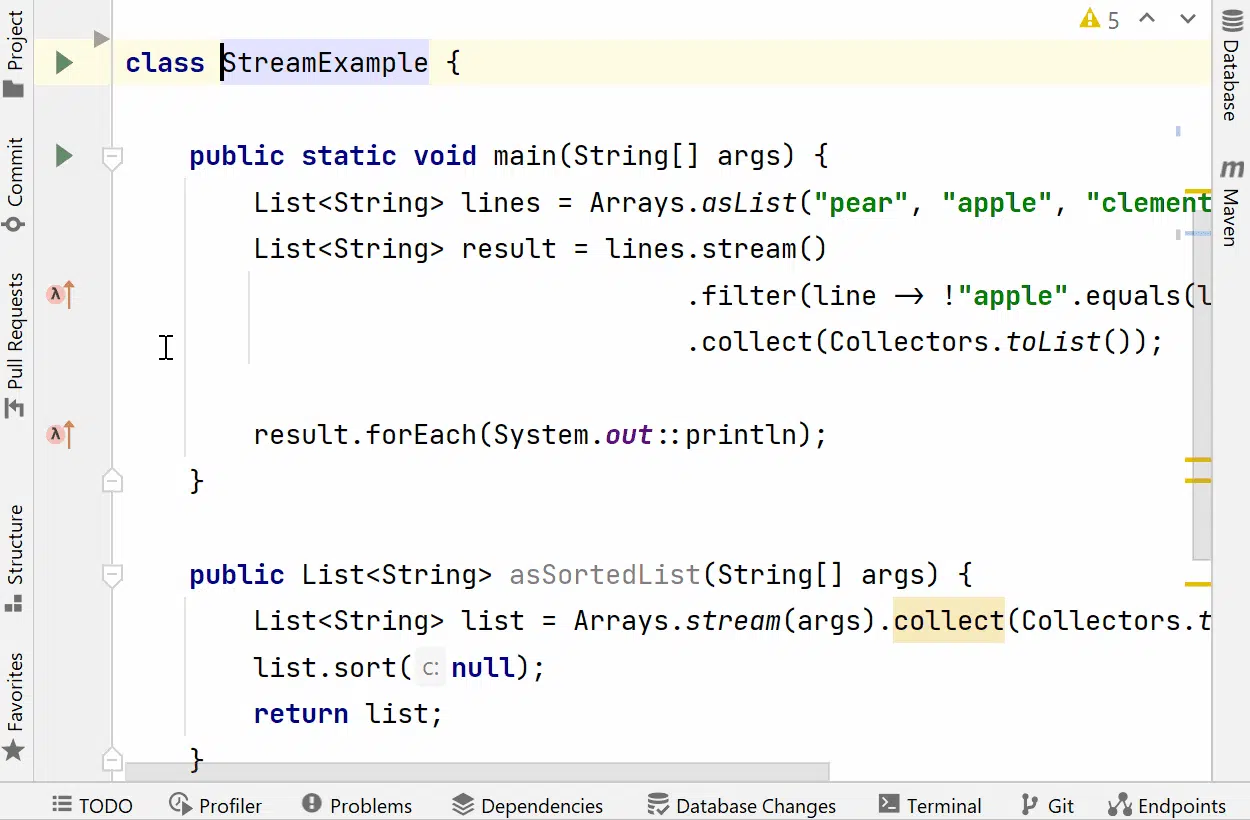 Project
Commit
Pull Requests
Structure
Favorites
5
class StreamExample {
public static void main(String[] args) {
List<String> lines = Arrays.asList("pear", "apple", "clement
List<String> result = lines.stream()
.filter(line → !"apple".equals(l
.collect(Collectors.toList());
result.forEach(System.out::println);
}
public List<String> asSortedList(String[] args) {
List<String> list = Arrays.stream(args).collect(Collectors.t
list.sort( c: null);
return list;
}
Database
m Maven
λ
λ
TODO Profiler Problems Dependencies Database Changes Terminal Git Endpoints